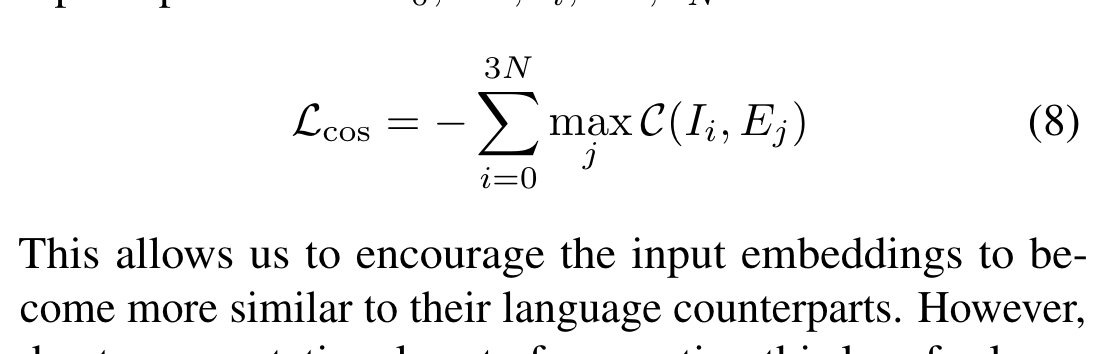 L_cos = − ∑_{i=0}^{3N} max_j C(I_i, E_j) (8)
This allows us to encourage the input embeddings to be-
come more similar to their language counterparts. However,